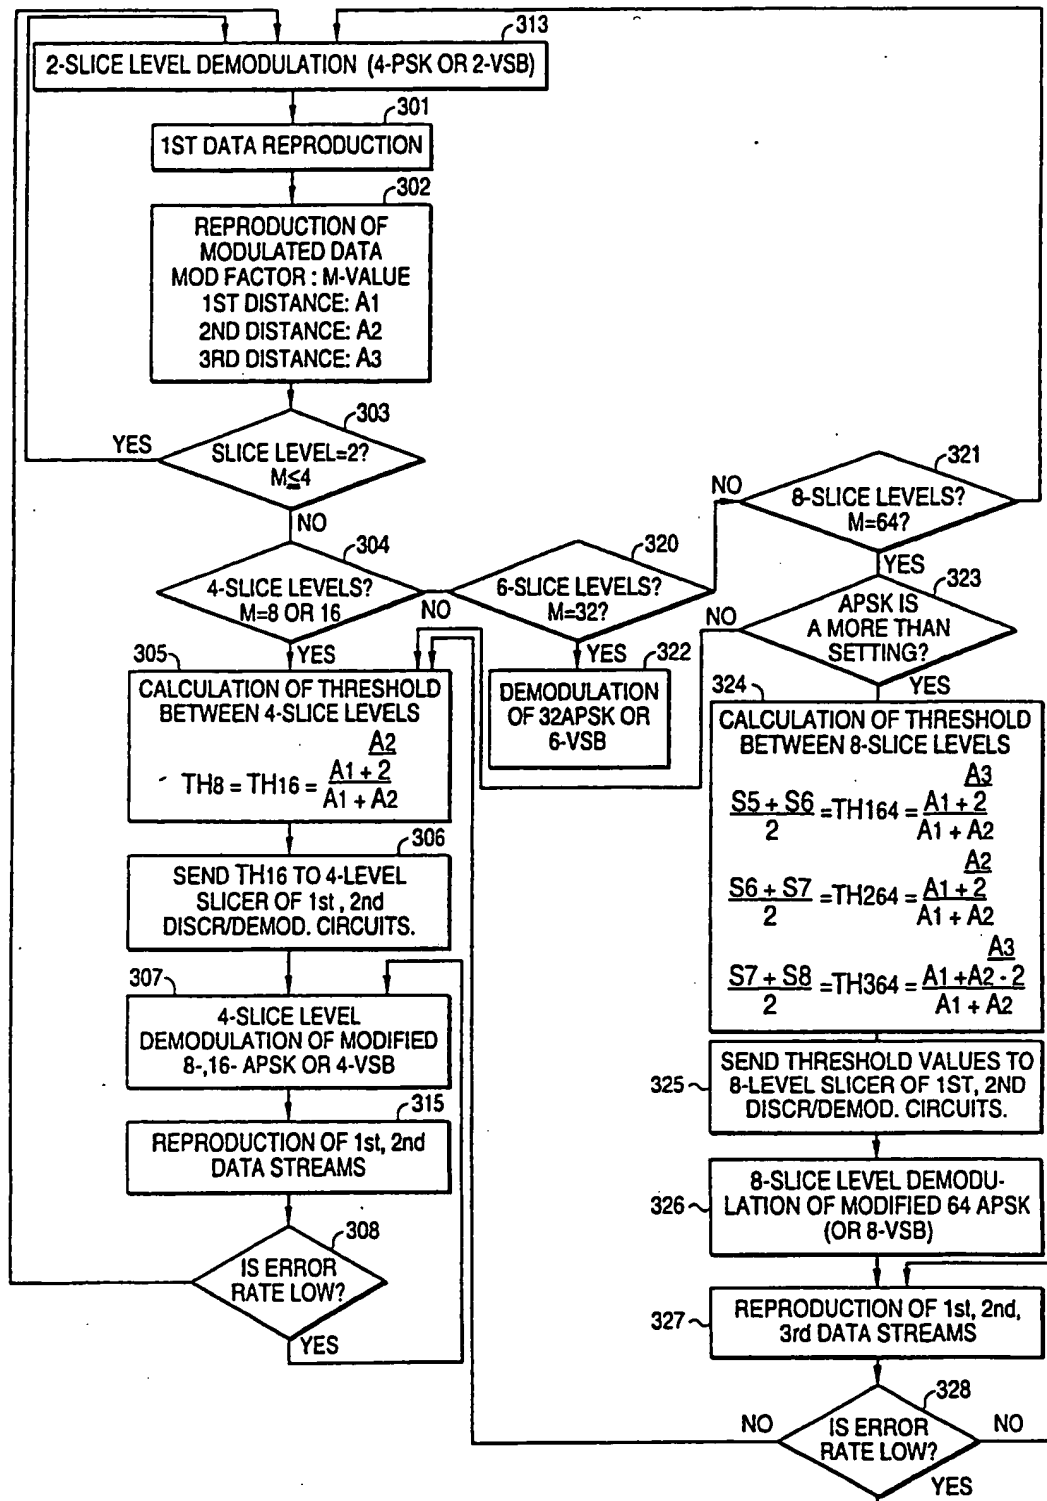 313
2-SLICE LEVEL DEMODULATION (4-PSK OR 2-VSB)
301
1ST DATA REPRODUCTION
302
REPRODUCTION OF
MODULATED DATA
MOD FACTOR : M-VALUE
1ST DISTANCE: A1
2ND DISTANCE: A2
3RD DISTANCE: A3
303
YES
SLICE LEVEL=2?
M≤4
NO
304
4-SLICE LEVELS?
M=8 OR 16
NO
YES
320
6-SLICE LEVELS?
M=32?
NO
YES
321
8-SLICE LEVELS?
M=64?
YES
323
NO
APSK IS
A MORE THAN
SETTING?
YES
305
CALCULATION OF THRESHOLD
BETWEEN 4-SLICE LEVELS
A2
TH8 = TH16 = A1 + 2
A1 + A2
322
DEMODULATION
OF 32APSK OR
6-VSB
324
CALCULATION OF THRESHOLD
BETWEEN 8-SLICE LEVELS
A3
S5 + S6 =TH164 = A1 + 2
2 A1 + A2
A2
S6 + S7 =TH264 = A1 + 2
2 A1 + A2
A3
S7 + S8 =TH364 = A1 +A2 - 2
2 A1 + A2
306
SEND TH16 TO 4-LEVEL
SLICER OF 1st , 2nd
DISCR/DEMOD. CIRCUITS.
307
4-SLICE LEVEL
DEMODULATION OF MODIFIED
8-,16- APSK OR 4-VSB
315
REPRODUCTION OF 1st, 2nd
DATA STREAMS
308
IS ERROR
RATE LOW?
YES
325
SEND THRESHOLD VALUES TO
8-LEVEL SLICER OF 1ST, 2ND
DISCR/DEMOD. CIRCUITS.
326
8-SLICE LEVEL DEMODU-
LATION OF MODIFIED 64 APSK
(OR 8-VSB)
327
REPRODUCTION OF 1st, 2nd,
3rd DATA STREAMS
328
NO
IS ERROR
RATE LOW?
NO
YES